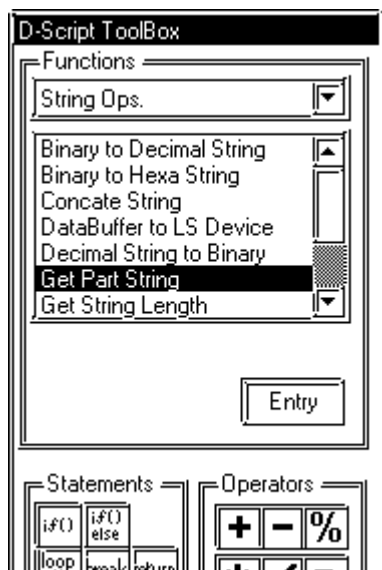 D-Script ToolBox
Functions
String Ops.
Binary to Decimal String
Binary to Hexa String
Concate String
DataBuffer to LS Device
Decimal String to Binary
Get Part String
Get String Length
Entry
Statements
Operators
if()
if() else
+ - %
loop break return